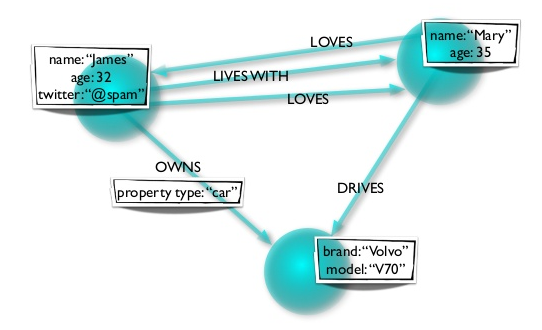 LOVES
name:“Mary”
age: 35
name:“James”
age: 32
twitter:“@spam”
LIVES WITH
LOVES
OWNS
property type:“car”
DRIVES
brand:“Volvo”
model:“V70”